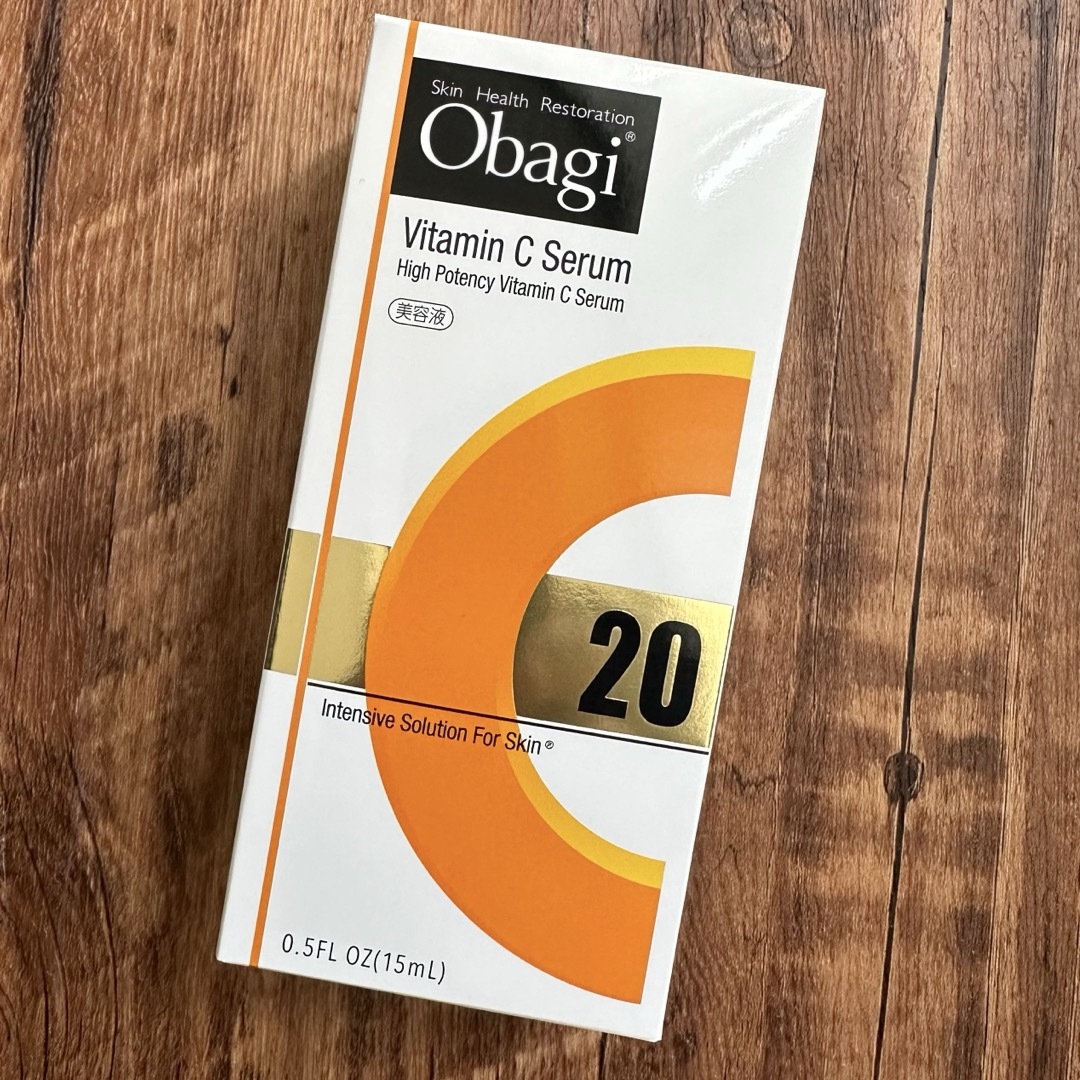 Skin Health Restoration
Obagi®
Vitamin C Serum
High Potency Vitamin C Serum
美容液
20
Intensive Solution For Skin®
0.5FL OZ(15mL)